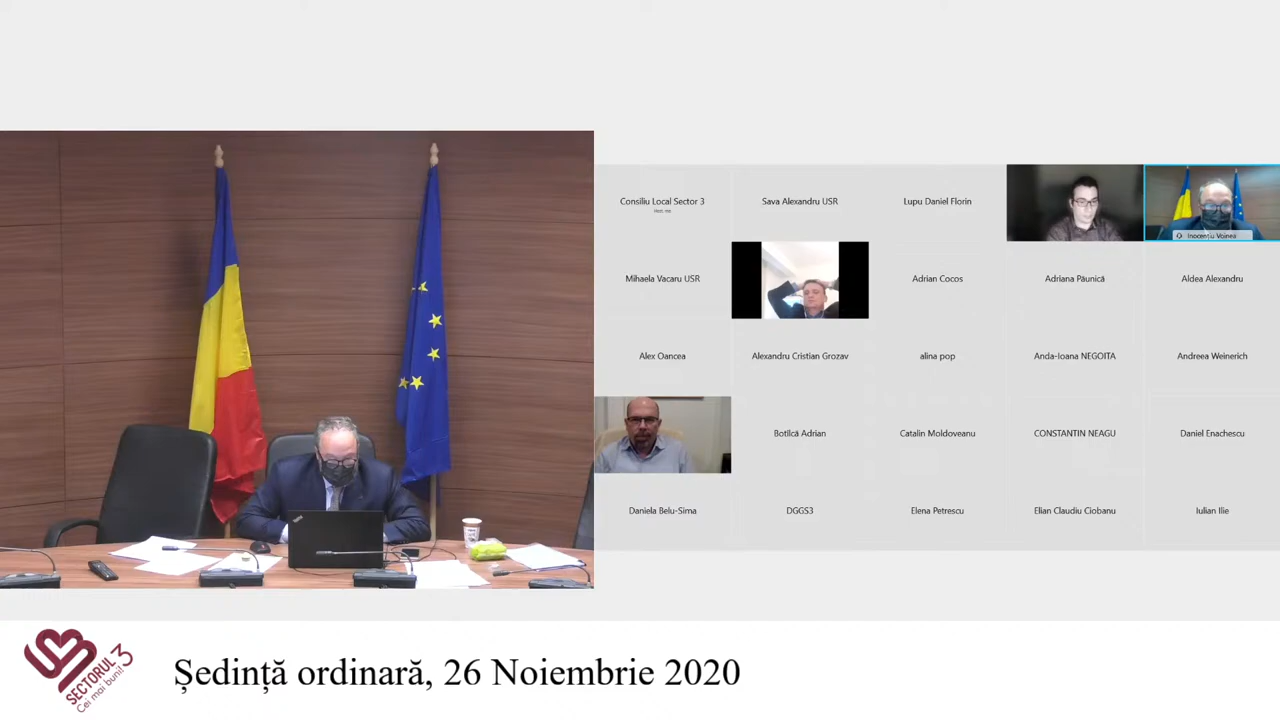 Consiliu Local Sector 3
Sava Alexandru USR
Lupu Daniel Florin
Inocențiu Voinea
Mihaela Vacaru USR
Adrian Cocos
Adriana Păunică
Aldea Alexandru
Alex Oancea
Alexandru Cristian Grozav
alina pop
Anda-Ioana NEGOITA
Andreea Weinerich
Botîlcă Adrian
Catalin Moldoveanu
CONSTANTIN NEAGU
Daniel Enachescu
Daniela Belu-Sima
DGGS3
Elena Petrescu
Elian Claudiu Ciobanu
Iulian Ilie
SECTORUL 3
Cei mai buni!
Ședință ordinară, 26 Noiembrie 2020